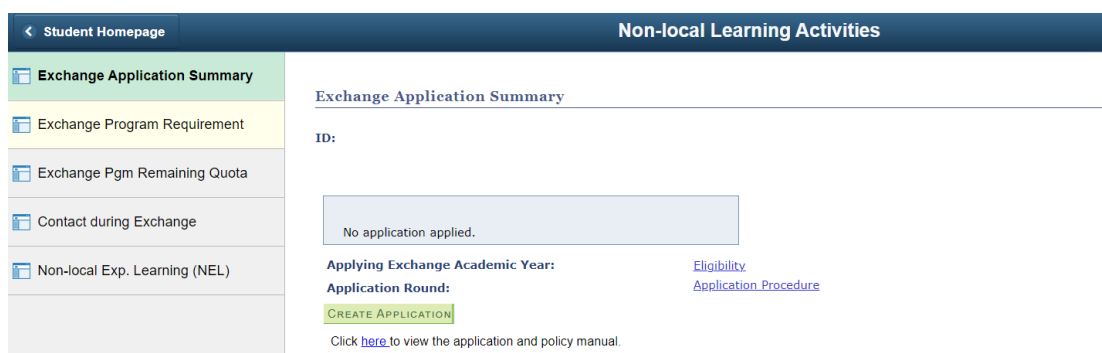 Student Homepage
Non-local Learning Activities
Exchange Application Summary
Exchange Program Requirement
Exchange Pgm Remaining Quota
Contact during Exchange
Non-local Exp. Learning (NEL)
Exchange Application Summary
ID:
No application applied.
Applying Exchange Academic Year:
Eligibility
Application Round:
Application Procedure
CREATE APPLICATION
Click here to view the application and policy manual.